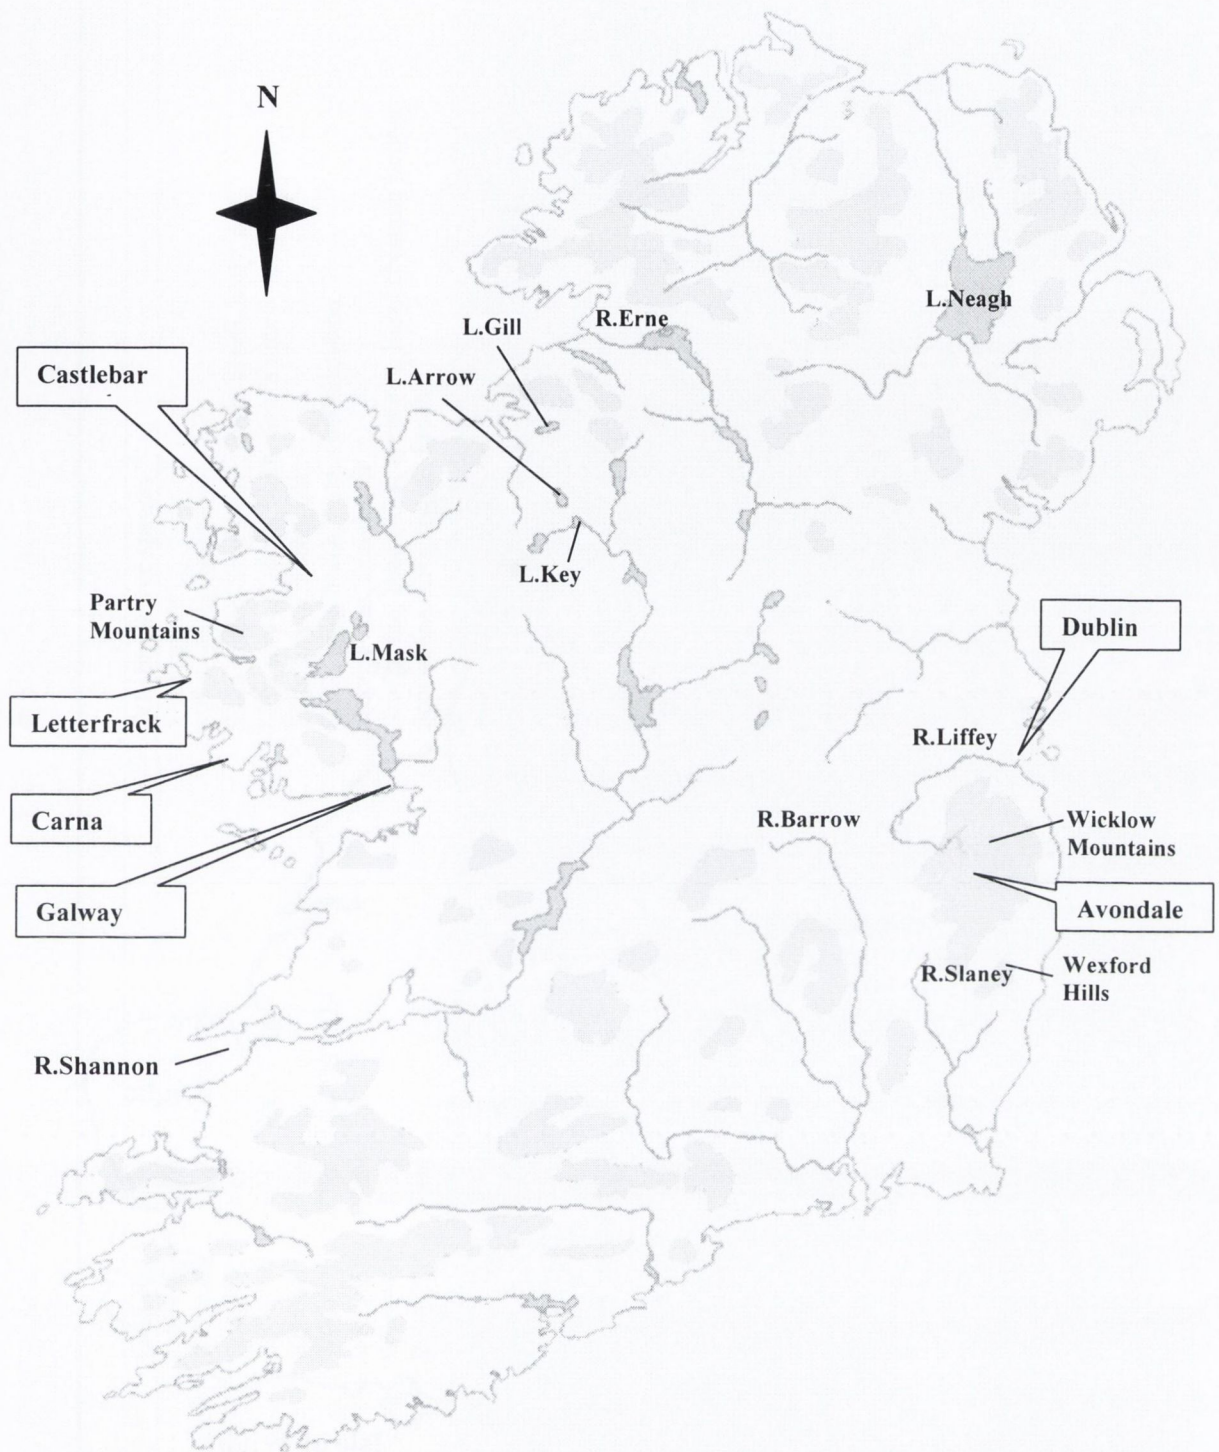 N
L.Neagh
R.Erne
L.Gill
Castlebar
L.Arrow
L.Key
Partry
Mountains
L.Mask
Dublin
Letterfrack
R.Liffey
Carna
R.Barrow
Wicklow
Mountains
Galway
Avondale
R.Slaney
Wexford
Hills
R.Shannon